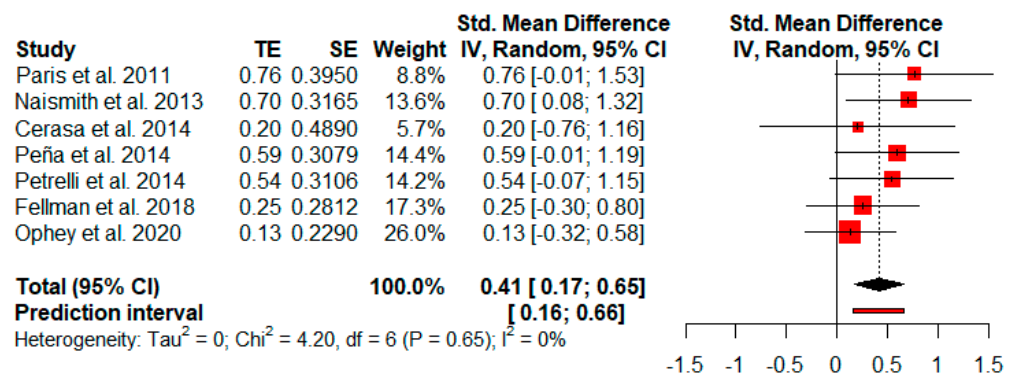 Std. Mean Difference Std. Mean Difference
Study TE SE Weight IV, Random, 95% CI IV, Random, 95% CI
Paris et al. 2011 0.76 0.3950 8.8% 0.76 [-0.01; 1.53]
Naismith et al. 2013 0.70 0.3165 13.6% 0.70 [ 0.08; 1.32]
Cerasa et al. 2014 0.20 0.4890 5.7% 0.20 [-0.76; 1.16]
Peña et al. 2014 0.59 0.3079 14.4% 0.59 [-0.01; 1.19]
Petrelli et al. 2014 0.54 0.3106 14.2% 0.54 [-0.07; 1.15]
Fellman et al. 2018 0.25 0.2812 17.3% 0.25 [-0.30; 0.80]
Ophey et al. 2020 0.13 0.2290 26.0% 0.13 [-0.32; 0.58]
Total (95% CI) 100.0% 0.41 [ 0.17; 0.65]
Prediction interval [ 0.16; 0.66]
Heterogeneity: Tau² = 0; Chi² = 4.20, df = 6 (P = 0.65); I² = 0%
-1.5 -1 -0.5 0 0.5 1 1.5